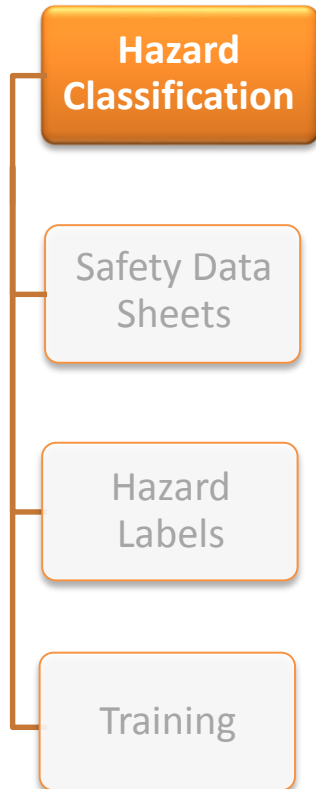 Hazard
Classification
Safety Data
Sheets
Hazard
Labels
Training